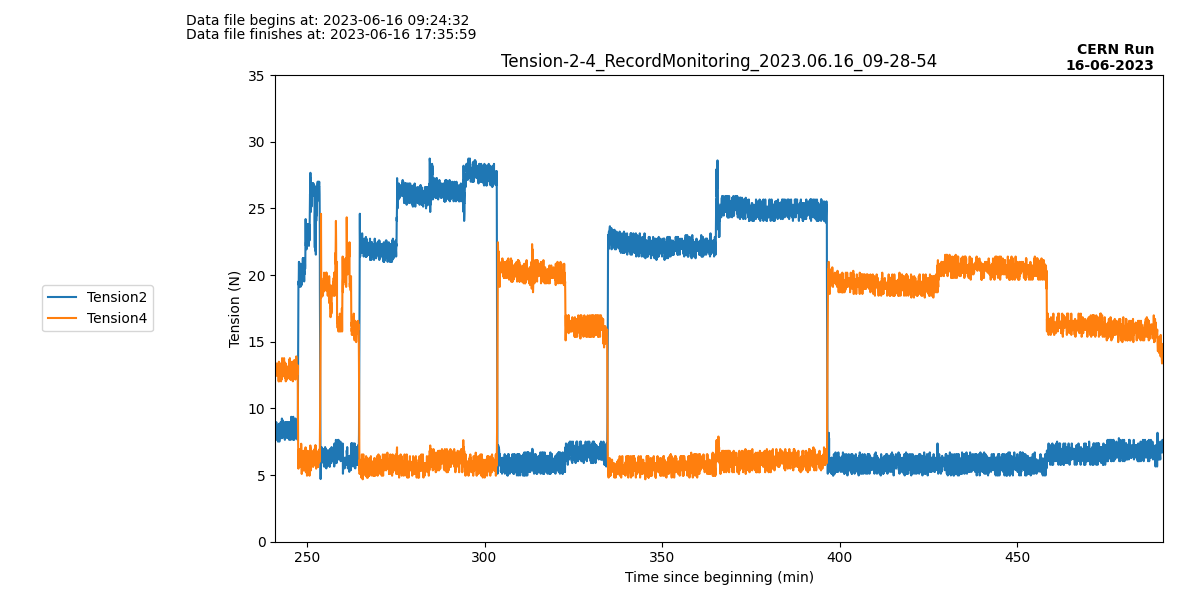 Data file begins at: 2023-06-16 09:24:32
Data file finishes at: 2023-06-16 17:35:59
CERN Run
16-06-2023
Tension-2-4_RecordMonitoring_2023.06.16_09-28-54
35
30
25
20
15
10
5
0
Tension (N)
Tension2
Tension4
250
300
350
400
450
Time since beginning (min)